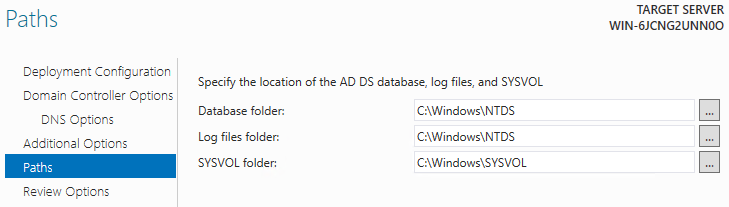 Paths
TARGET SERVER
WIN-6JCNG2UNN0O
Deployment Configuration
Domain Controller Options
DNS Options
Additional Options
Paths
Review Options
Specify the location of the AD DS database, log files, and SYSVOL
Database folder: C:\Windows\NTDS ...
Log files folder: C:\Windows\NTDS ...
SYSVOL folder: C:\Windows\SYSVOL ...